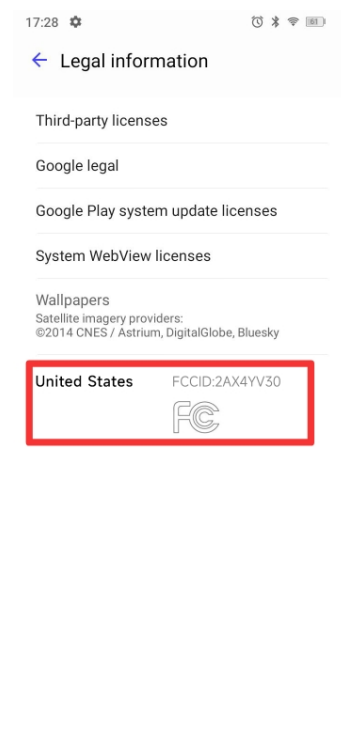 17:28
61
Legal information
Third-party licenses
Google legal
Google Play system update licenses
System WebView licenses
Wallpapers
Satellite imagery providers:
©2014 CNES / Astrium, DigitalGlobe, Bluesky
United States FCCID:2AX4YV30
FC